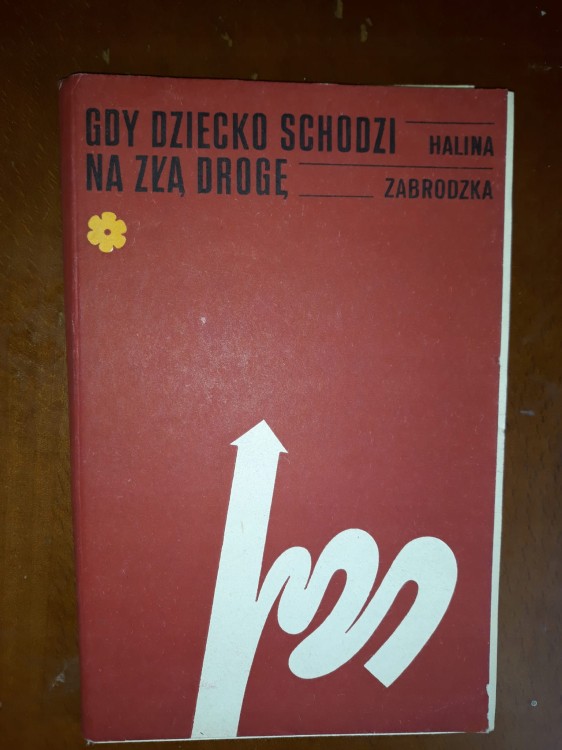 GDY DZIECKO SCHODZI HALINA
NA ZŁĄ DROGĘ ZABRODZKA